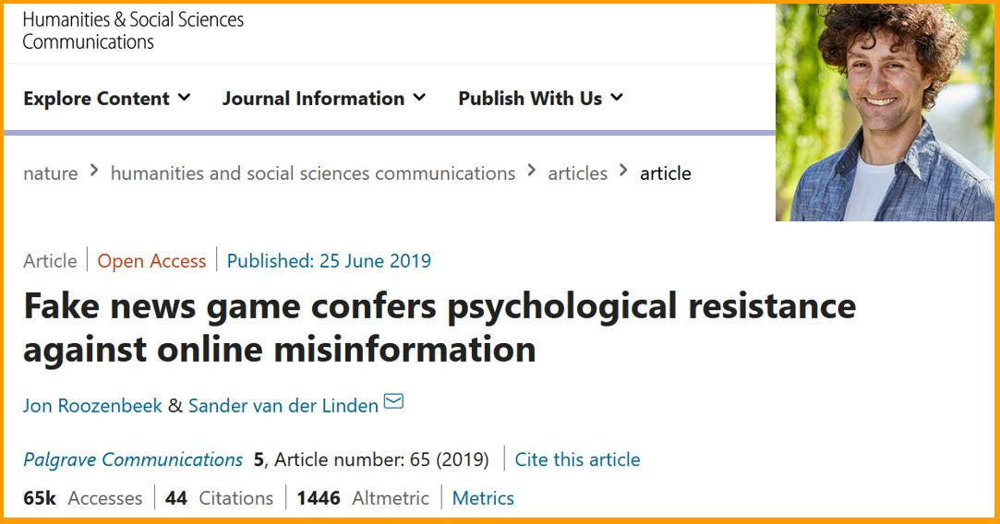 Humanities & Social Sciences
Communications
Explore Content Journal Information Publish With Us
nature > humanities and social sciences communications > articles > article
Article | Open Access | Published: 25 June 2019
Fake news game confers psychological resistance
against online misinformation
Jon Roozenbeek & Sander van der Linden
Palgrave Communications 5, Article number: 65 (2019) | Cite this article
65k Accesses | 44 Citations | 1446 Altmetric | Metrics